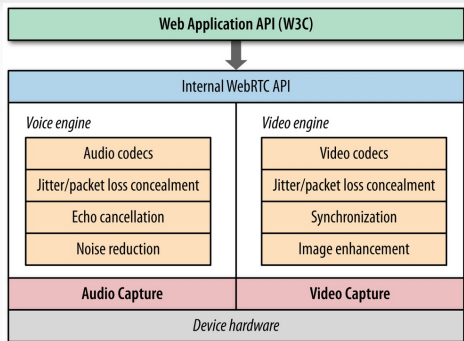 Web Application API (W3C)
Internal WebRTC API
Voice engine
Audio codecs
Jitter/packet loss concealment
Echo cancellation
Noise reduction
Video engine
Video codecs
Jitter/packet loss concealment
Synchronization
Image enhancement
Audio Capture
Video Capture
Device hardware